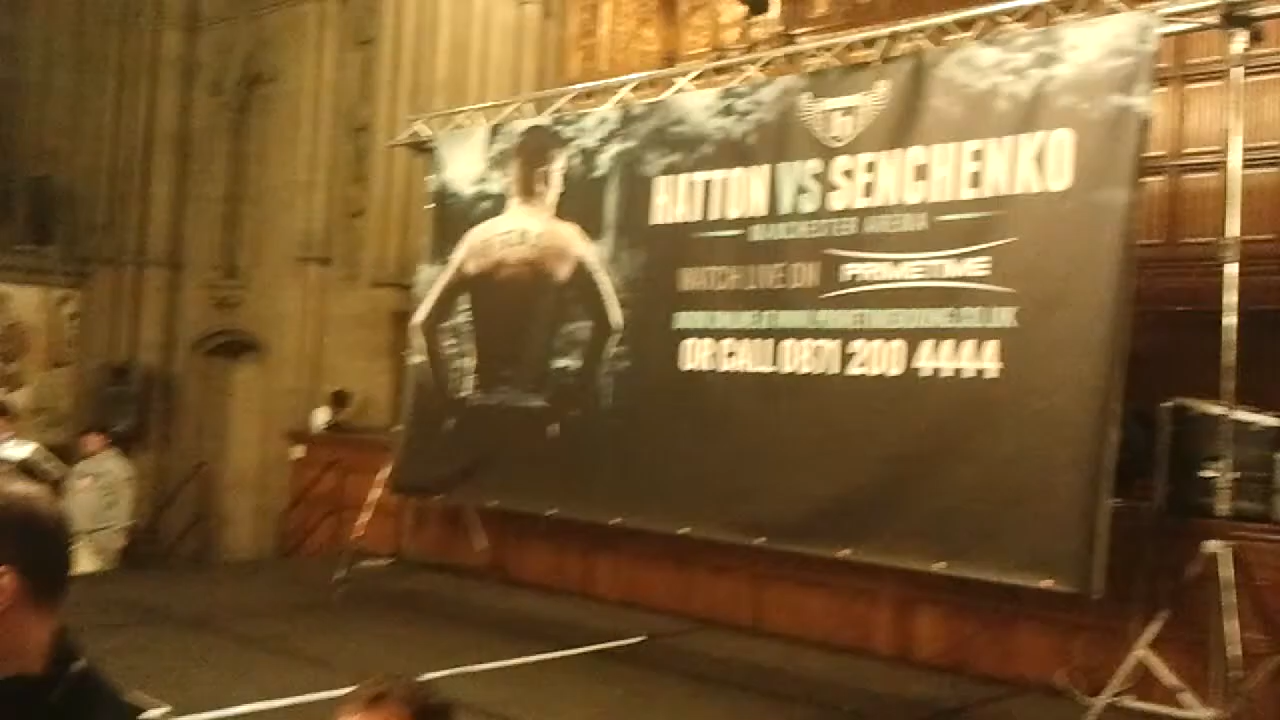 HATTON VS SENCHENKO
MANCHESTER ARENA
WATCH LIVE ON PRIMETIME
OR CALL 0871 200 4444